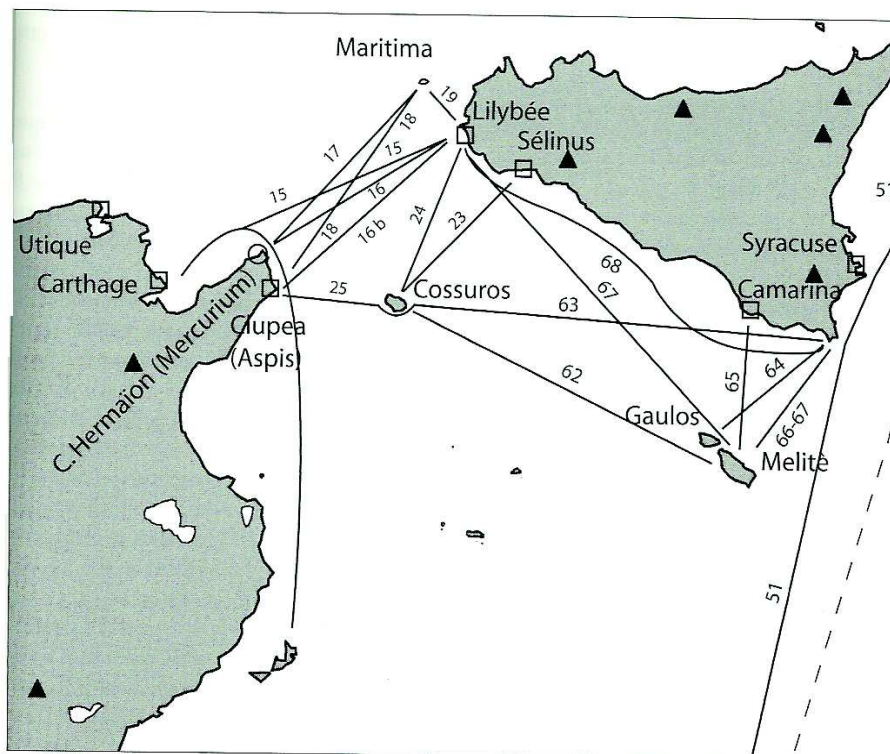 Maritima
19
Lilybée
Sélinus
18
17
15
15
16
18
16 b
24
23
51
Utique
Carthage
Syracuse
Camarina
68
67
25
Cossuros
63
Clupea
(Aspis)
C. Hermaïon (Mercurium)
62
65
64
66-67
Gaulos
Melitè
51